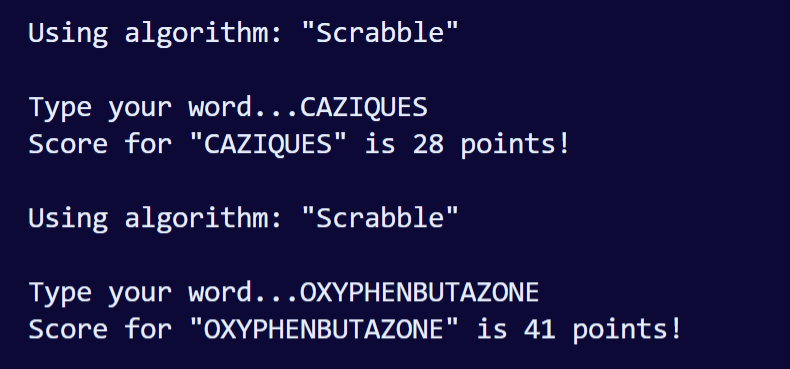 Using algorithm: "Scrabble"
Type your word...CAZIQUES
Score for "CAZIQUES" is 28 points!
Using algorithm: "Scrabble"
Type your word...OXYPHENBUTAZONE
Score for "OXYPHENBUTAZONE" is 41 points!